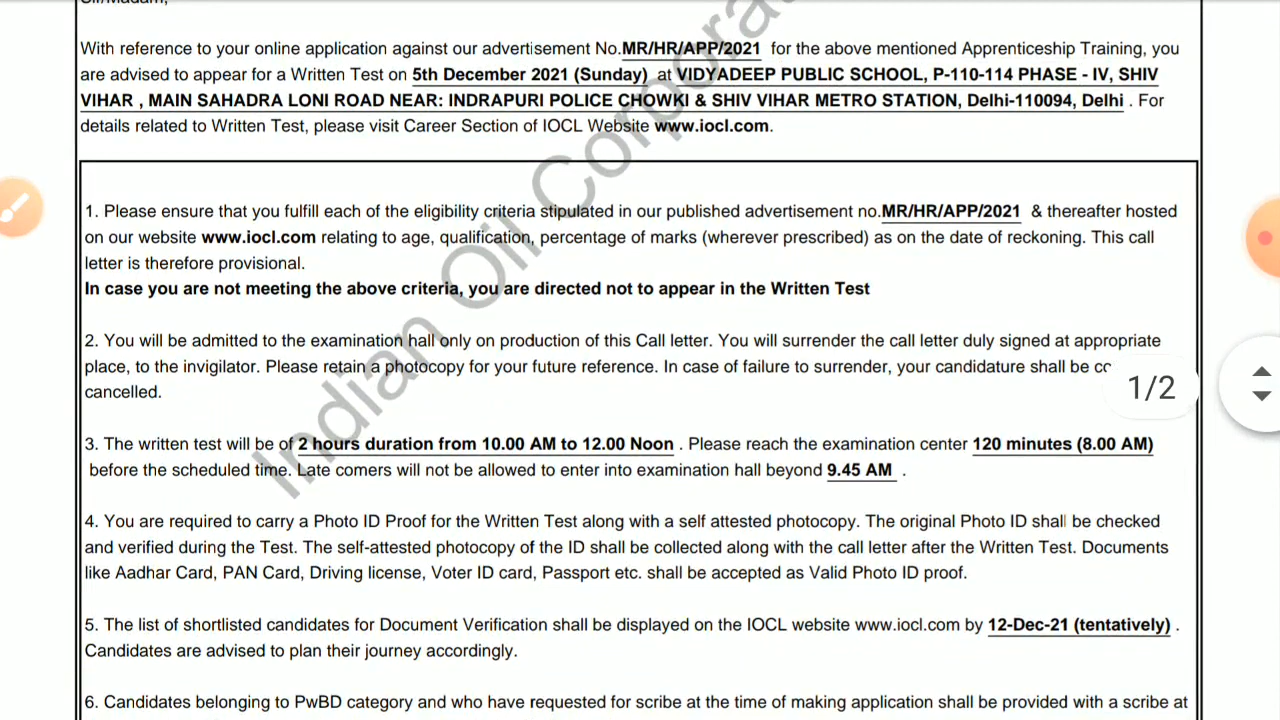 With reference to your online application against our advertisement No.MR/HR/APP/2021 for the above mentioned Apprenticeship Training, you
are advised to appear for a Written Test on 5th December 2021 (Sunday) at VIDYADEEP PUBLIC SCHOOL, P-110-114 PHASE - IV, SHIV
VIHAR , MAIN SAHADRA LONI ROAD NEAR: INDRAPURI POLICE CHOWKI & SHIV VIHAR METRO STATION, Delhi-110094, Delhi . For
details related to Written Test, please visit Career Section of IOCL Website www.iocl.com.
1. Please ensure that you fulfill each of the eligibility criteria stipulated in our published advertisement no.MR/HR/APP/2021 & thereafter hosted
on our website www.iocl.com relating to age, qualification, percentage of marks (wherever prescribed) as on the date of reckoning. This call
letter is therefore provisional.
In case you are not meeting the above criteria, you are directed not to appear in the Written Test
2. You will be admitted to the examination hall only on production of this Call letter. You will surrender the call letter duly signed at appropriate
place, to the invigilator. Please retain a photocopy for your future reference. In case of failure to surrender, your candidature shall be
cancelled.
1/2
3. The written test will be of 2 hours duration from 10.00 AM to 12.00 Noon . Please reach the examination center 120 minutes (8.00 AM)
before the scheduled time. Late comers will not be allowed to enter into examination hall beyond 9.45 AM .
4. You are required to carry a Photo ID Proof for the Written Test along with a self attested photocopy. The original Photo ID shall be checked
and verified during the Test. The self-attested photocopy of the ID shall be collected along with the call letter after the Written Test. Documents
like Aadhar Card, PAN Card, Driving license, Voter ID card, Passport etc. shall be accepted as Valid Photo ID proof.
5. The list of shortlisted candidates for Document Verification shall be displayed on the IOCL website www.iocl.com by 12-Dec-21 (tentatively) .
Candidates are advised to plan their journey accordingly.
6. Candidates belonging to PwBD category and who have requested for scribe at the time of making application shall be provided with a scribe at
Indian Oil Corporat